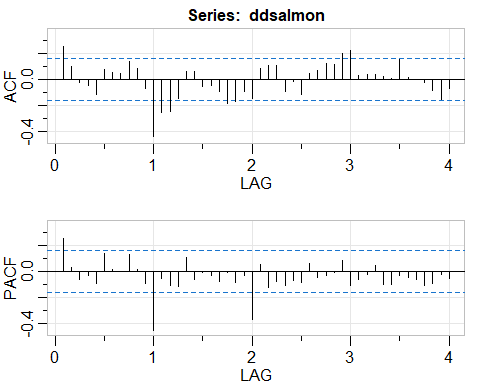 Series: ddsalmon
ACF
0.0
-0.4
0 1 2 3 4
LAG
PACF
0.0
-0.4
0 1 2 3 4
LAG